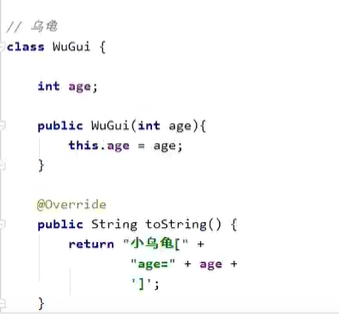 // 乌龟
class WuGui {
int age;
public WuGui(int age){
this.age = age;
}
@Override
public String toString() {
return "小乌龟[" +
"age=" + age +
']';
}